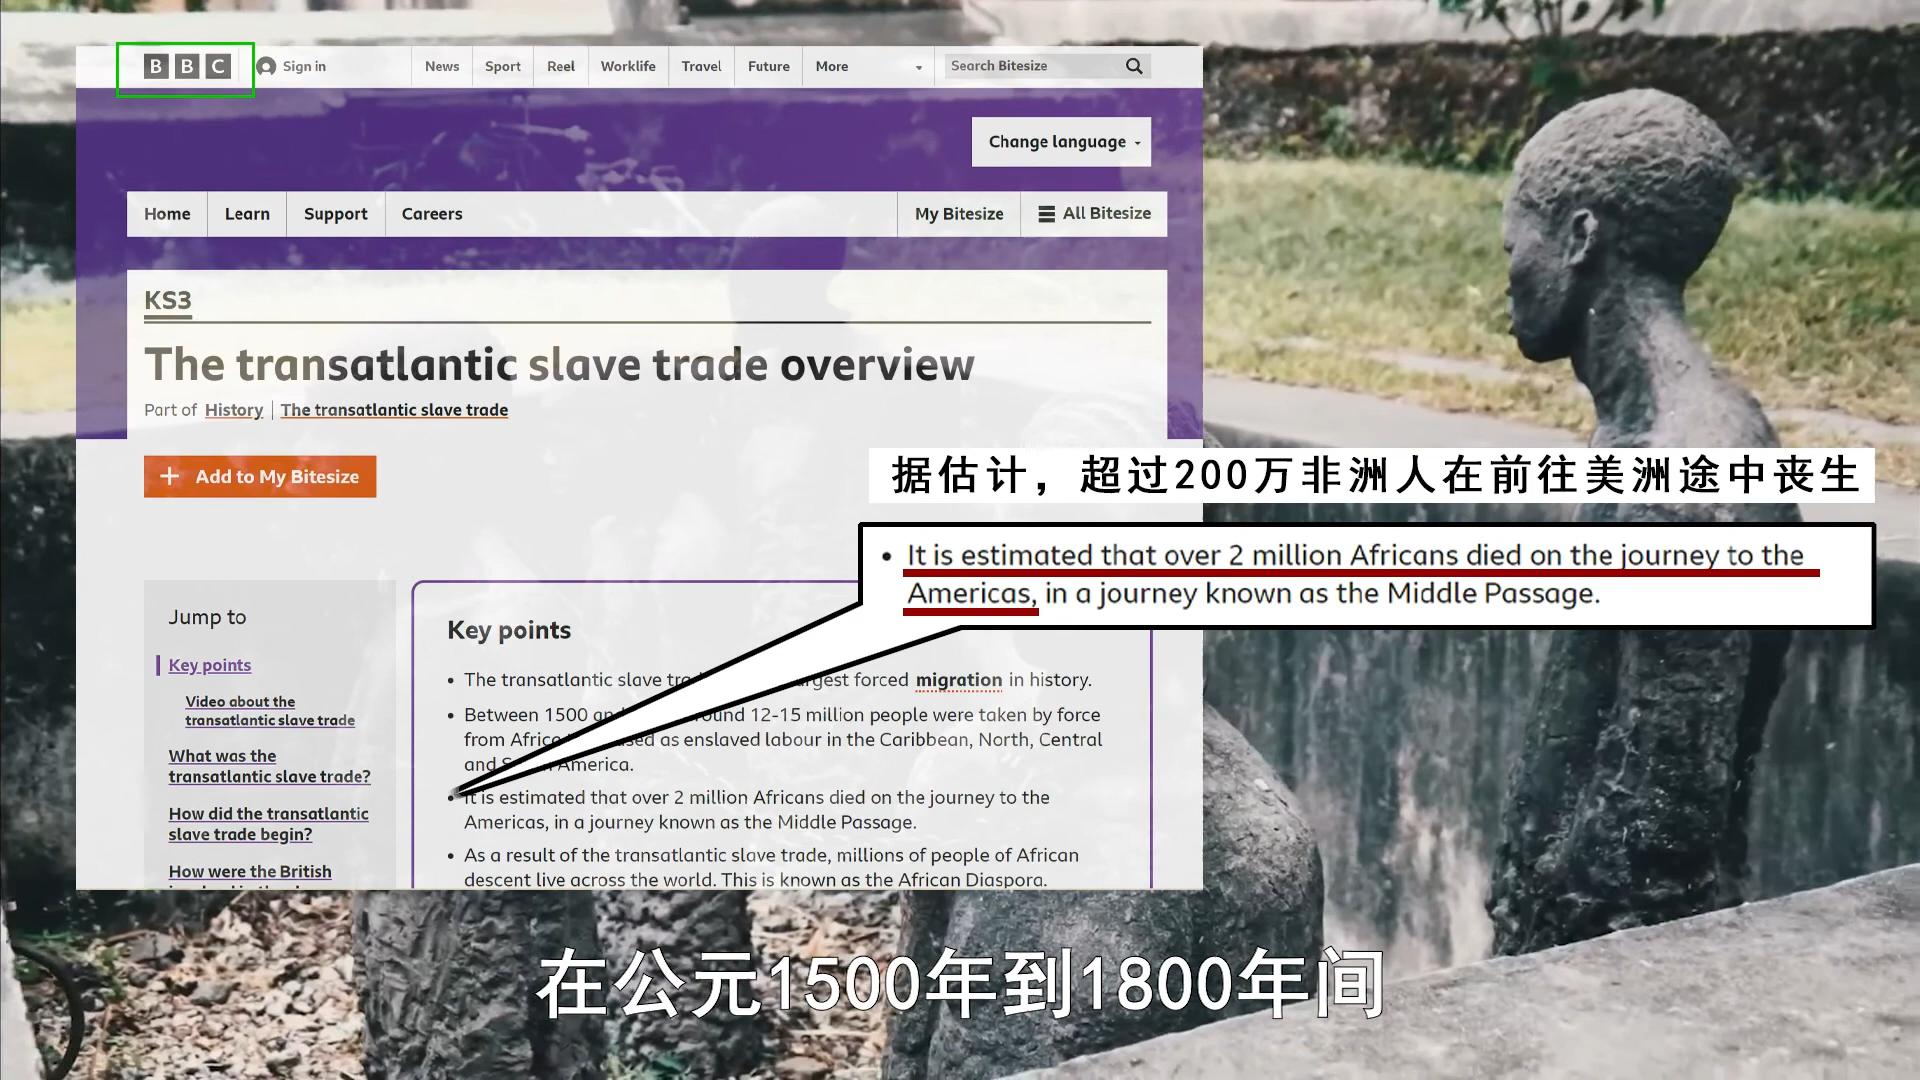 BBC
Sign in
News
Sport
Reel
Worklife
Travel
Future
More
Search Bitesize
Change language
Home
Learn
Support
Careers
My Bitesize
All Bitesize
KS3
The transatlantic slave trade overview
Part of History | The transatlantic slave trade
+ Add to My Bitesize
据估计，超过200万非洲人在前往美洲途中丧生
• It is estimated that over 2 million Africans died on the journey to the
Americas, in a journey known as the Middle Passage.
Jump to
Key points
Video about the
transatlantic slave trade
What was the
transatlantic slave trade?
How did the transatlantic
slave trade begin?
How were the British
Key points
• The transatlantic slave forced migration in history.
• Between 1500 12-15 million people were taken by force
from as enslaved labour in the Caribbean, North, Central
and America.
• It is estimated that over 2 million Africans died on the journey to the
Americas, in a journey known as the Middle Passage.
• As a result of the transatlantic slave trade, millions of people of African
descent live across the world. This is known as the African Diaspora.
在公元1500年到1800年间